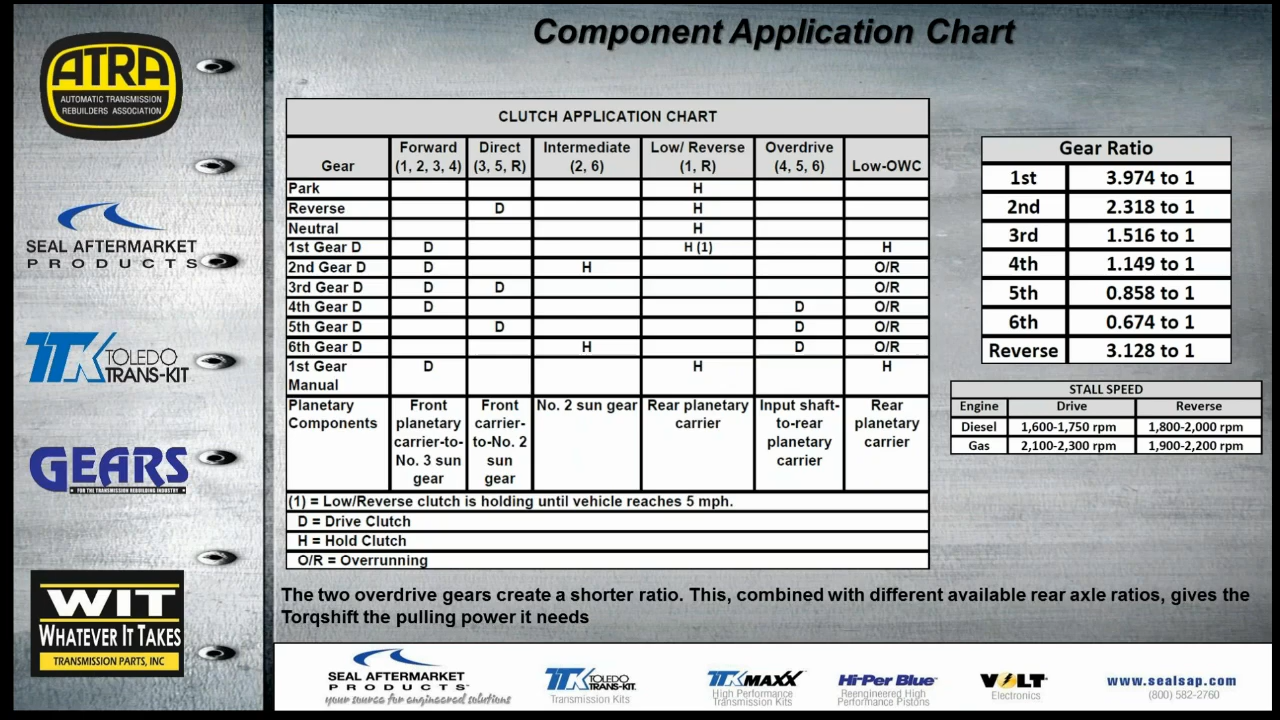 Component Application Chart
ATRA
AUTOMATIC TRANSMISSION
REBUILDERS ASSOCIATION
SEAL AFTERMARKET
PRODUCTS
TTK TOLEDO
TRANS-KIT
GEARS
FOR THE TRANSMISSION REBUILDING INDUSTRY
WIT
WHATEVER IT TAKES
TRANSMISSION PARTS, INC
CLUTCH APPLICATION CHART
Gear Forward (1, 2, 3, 4) Direct (3, 5, R) Intermediate (2, 6) Low/ Reverse (1, R) Overdrive (4, 5, 6) Low-OWC
Park H
Reverse D H
Neutral H
1st Gear D D H (1) H
2nd Gear D D H O/R
3rd Gear D D D O/R
4th Gear D D D O/R
5th Gear D D D O/R
6th Gear D H D O/R
1st Gear Manual D H H
Planetary Components Front planetary carrier-to-No. 3 sun gear Front carrier-to-No. 2 sun gear No. 2 sun gear Rear planetary carrier Input shaft-to-rear planetary carrier Rear planetary carrier
(1) = Low/Reverse clutch is holding until vehicle reaches 5 mph.
D = Drive Clutch
H = Hold Clutch
O/R = Overrunning
Gear Ratio
1st 3.974 to 1
2nd 2.318 to 1
3rd 1.516 to 1
4th 1.149 to 1
5th 0.858 to 1
6th 0.674 to 1
Reverse 3.128 to 1
STALL SPEED
Engine Drive Reverse
Diesel 1,600-1,750 rpm 1,800-2,000 rpm
Gas 2,100-2,300 rpm 1,900-2,200 rpm
The two overdrive gears create a shorter ratio. This, combined with different available rear axle ratios, gives the
Torqshift the pulling power it needs
SEAL AFTERMARKET
PRODUCTS
your source for engineered solutions
TTK TOLEDO
TRANS-KIT
Transmission Kits
TTK MAXX
High Performance
Transmission Kits
Hi-Per Blue
Reengineered High
Performance Pistons
VOLT
Electronics
www.sealsap.com
(800) 582-2760